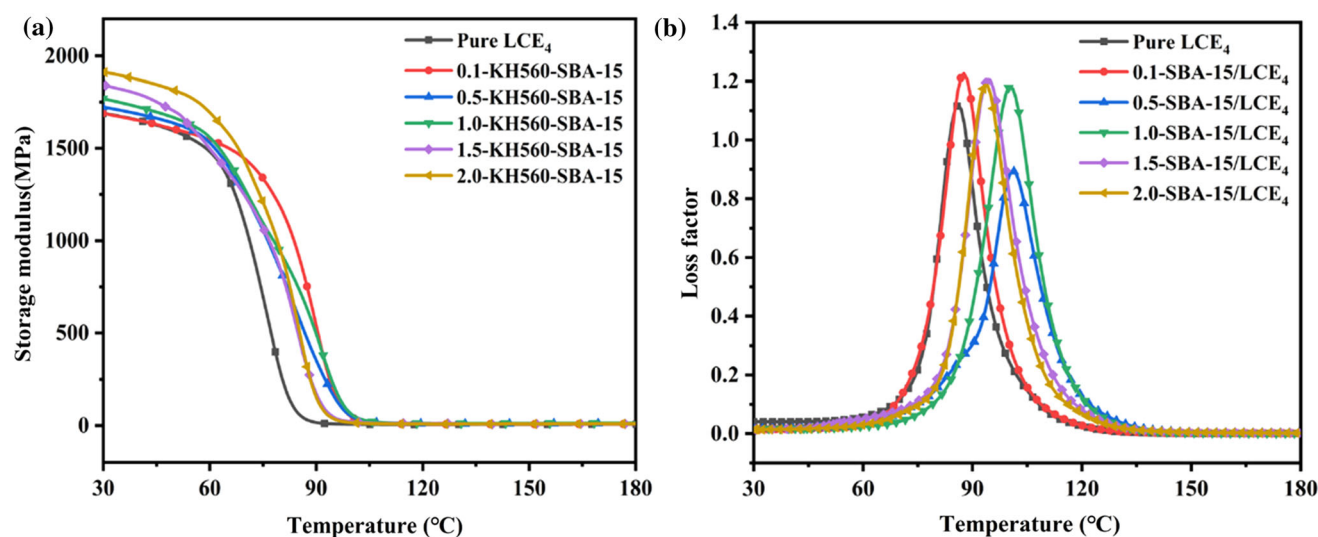 (a)
Pure LCE₄
0.1-KH560-SBA-15
0.5-KH560-SBA-15
1.0-KH560-SBA-15
1.5-KH560-SBA-15
2.0-KH560-SBA-15
2000
1500
1000
500
0
Storage modulus(MPa)
30
60
90
120
150
180
Temperature (℃)
(b)
Pure LCE₄
0.1-SBA-15/LCE₄
0.5-SBA-15/LCE₄
1.0-SBA-15/LCE₄
1.5-SBA-15/LCE₄
2.0-SBA-15/LCE₄
1.4
1.2
1.0
0.8
0.6
0.4
0.2
0.0
Loss factor
30
60
90
120
150
180
Temperature (℃)